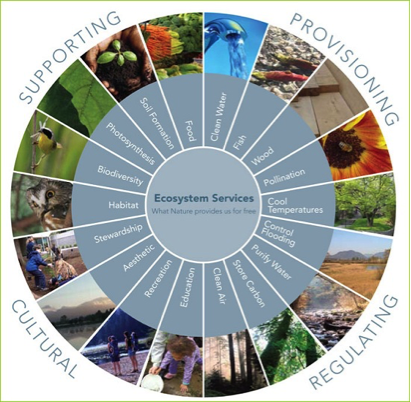 SUPPORTING
PROVISIONING
REGULATING
CULTURAL
Ecosystem Services
What Nature provides us for free
Food
Clean Water
Fish
Wood
Pollination
Cool
Temperatures
Control
Flooding
Purify Water
Store Carbon
Clean Air
Education
Recreation
Aesthetic
Stewardship
Habitat
Biodiversity
Photosynthesis
Soil Formation